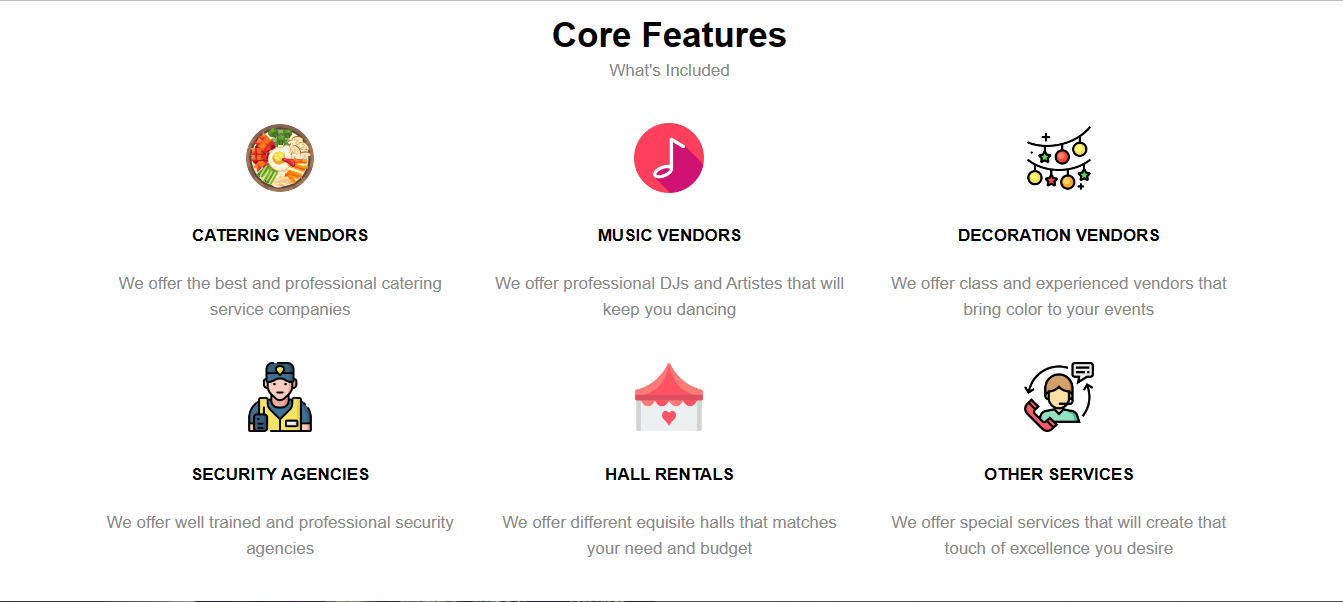 Core Features
What's Included
CATERING VENDORS
We offer the best and professional catering
service companies
MUSIC VENDORS
We offer professional DJs and Artistes that will
keep you dancing
DECORATION VENDORS
We offer class and experienced vendors that
bring color to your events
SECURITY AGENCIES
We offer well trained and professional security
agencies
HALL RENTALS
We offer different equisite halls that matches
your need and budget
OTHER SERVICES
We offer special services that will create that
touch of excellence you desire